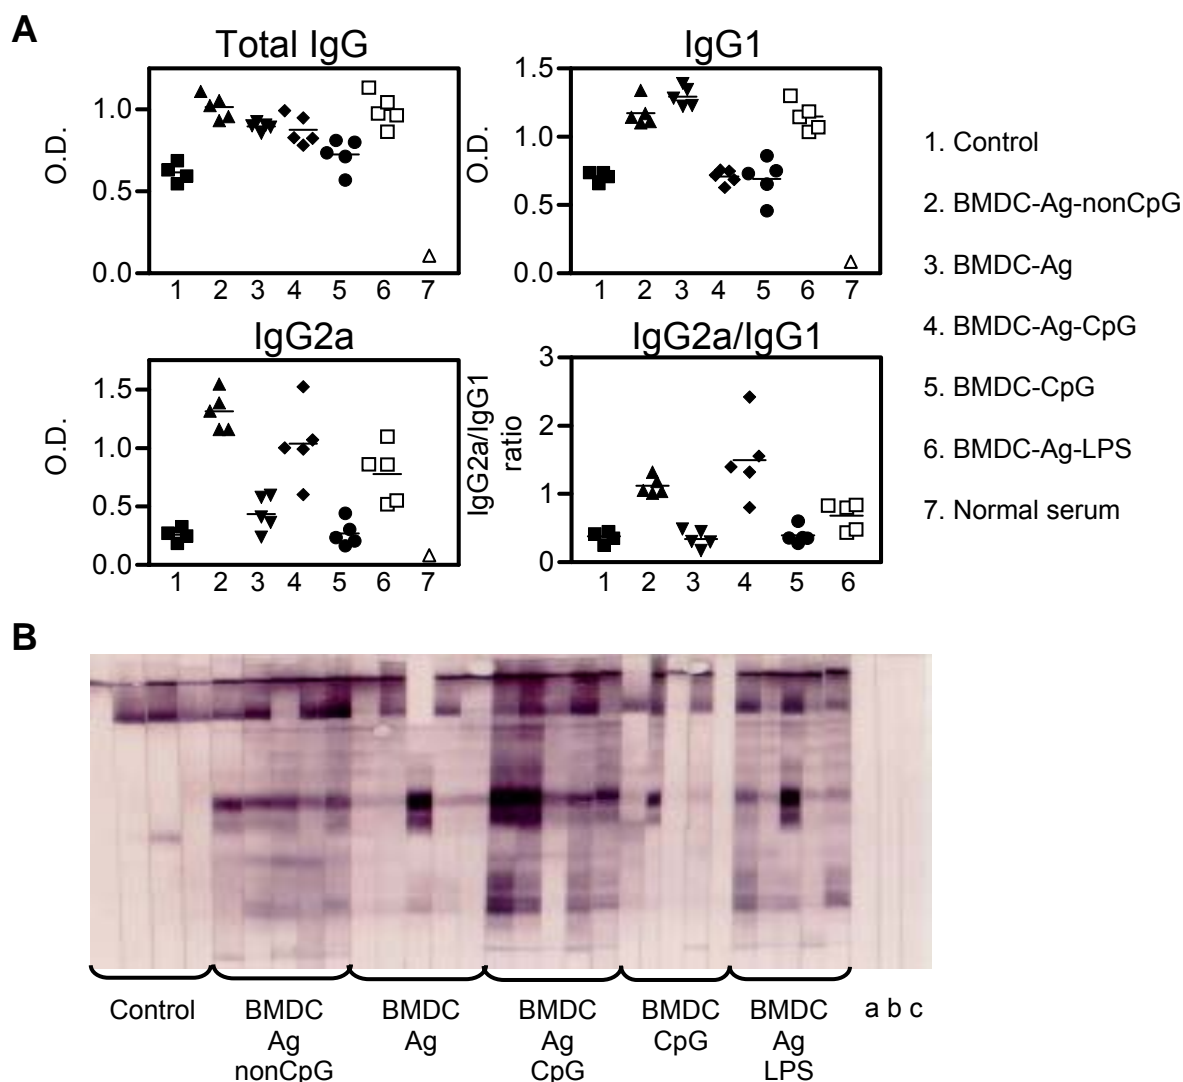 A
Total IgG
O.D.
1.0
0.5
0.0
1 2 3 4 5 6 7
IgG1
O.D.
1.5
1.0
0.5
0.0
1 2 3 4 5 6 7
1. Control
2. BMDC-Ag-nonCpG
3. BMDC-Ag
4. BMDC-Ag-CpG
5. BMDC-CpG
6. BMDC-Ag-LPS
7. Normal serum
IgG2a
O.D.
1.5
1.0
0.5
0.0
1 2 3 4 5 6 7
IgG2a/IgG1
IgG2a/IgG1
ratio
3
2
1
0
1 2 3 4 5 6
B
Control
BMDC
Ag
nonCpG
BMDC
Ag
BMDC
Ag
CpG
BMDC
CpG
BMDC
Ag
LPS
a b c